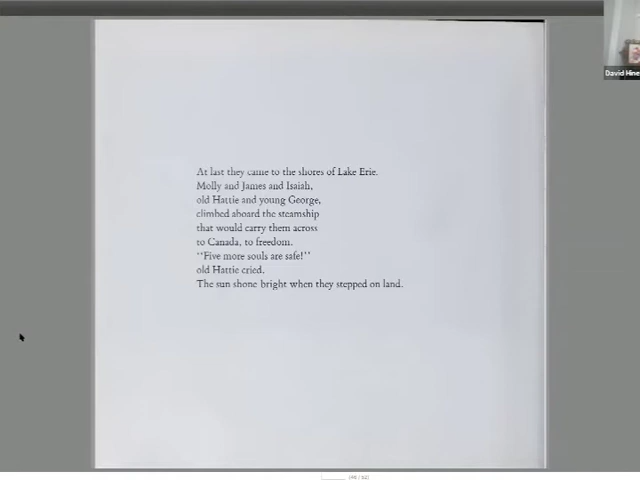 At last they came to the shores of Lake Erie.
Molly and James and Isaiah,
old Hattie and young George,
climbed aboard the steamship
that would carry them across
to Canada, to freedom.
"Five more souls are safe!"
old Hattie cried.
The sun shone bright when they stepped on land.
David Hine